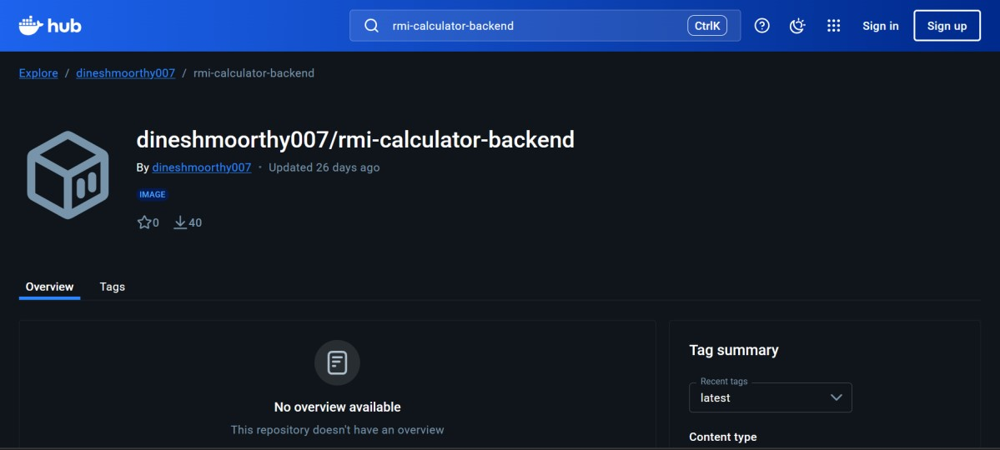 hub
rmi-calculator-backend
CtrlK
Sign in
Sign up
Explore / dineshmoorthy007 / rmi-calculator-backend
dineshmoorthy007/rmi-calculator-backend
By dineshmoorthy007 • Updated 26 days ago
IMAGE
0 40
Overview Tags
No overview available
This repository doesn't have an overview
Tag summary
Recent tags
latest
Content type